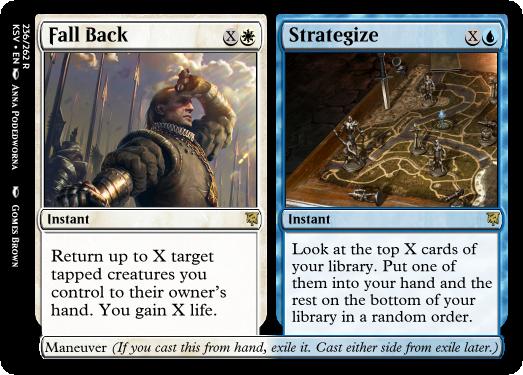 236/262 R
KSV • EN ANNA PODEDWORNA GOMES BROWN
Fall Back X
Instant
Return up to X target
tapped creatures you
control to their owner's
hand. You gain X life.
Strategize X
Instant
Look at the top X cards of
your library. Put one of
them into your hand and the
rest on the bottom of your
library in a random order.
Maneuver (If you cast this from hand, exile it. Cast either side from exile later.)